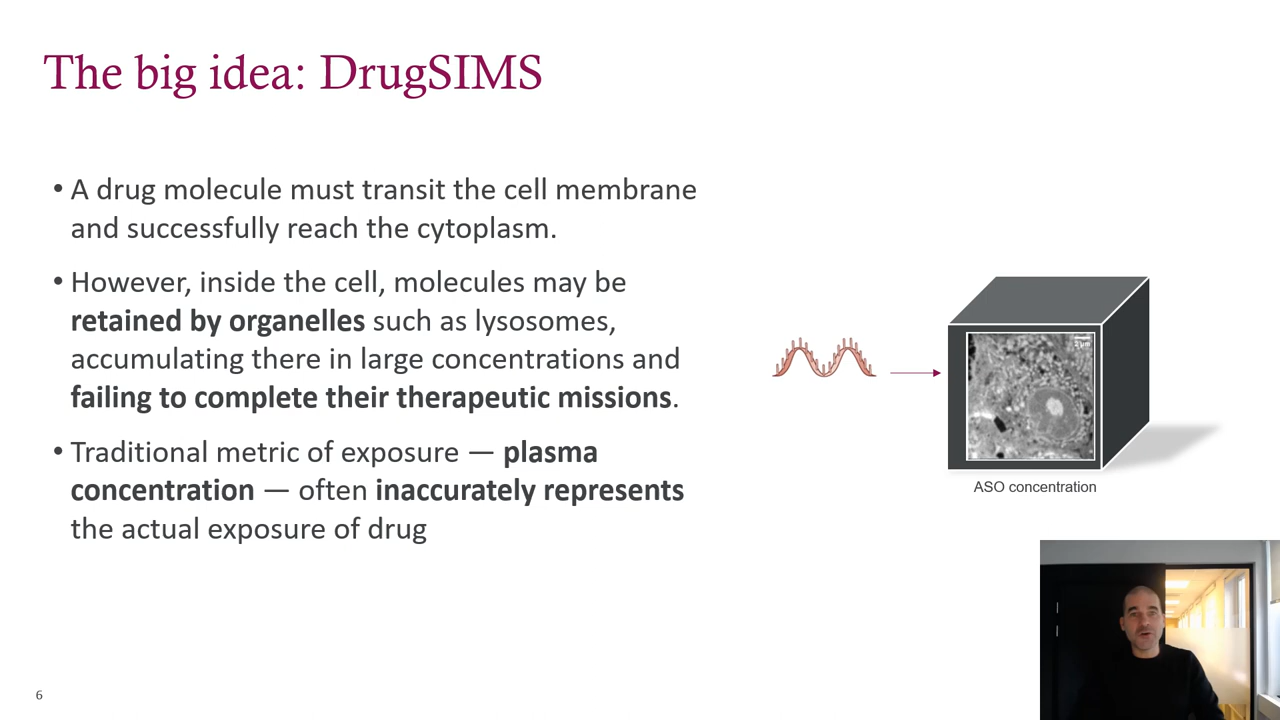 The big idea: DrugSIMS
• A drug molecule must transit the cell membrane
and successfully reach the cytoplasm.
• However, inside the cell, molecules may be
retained by organelles such as lysosomes,
accumulating there in large concentrations and
failing to complete their therapeutic missions.
• Traditional metric of exposure — plasma
concentration — often inaccurately represents
the actual exposure of drug
ASO concentration
6